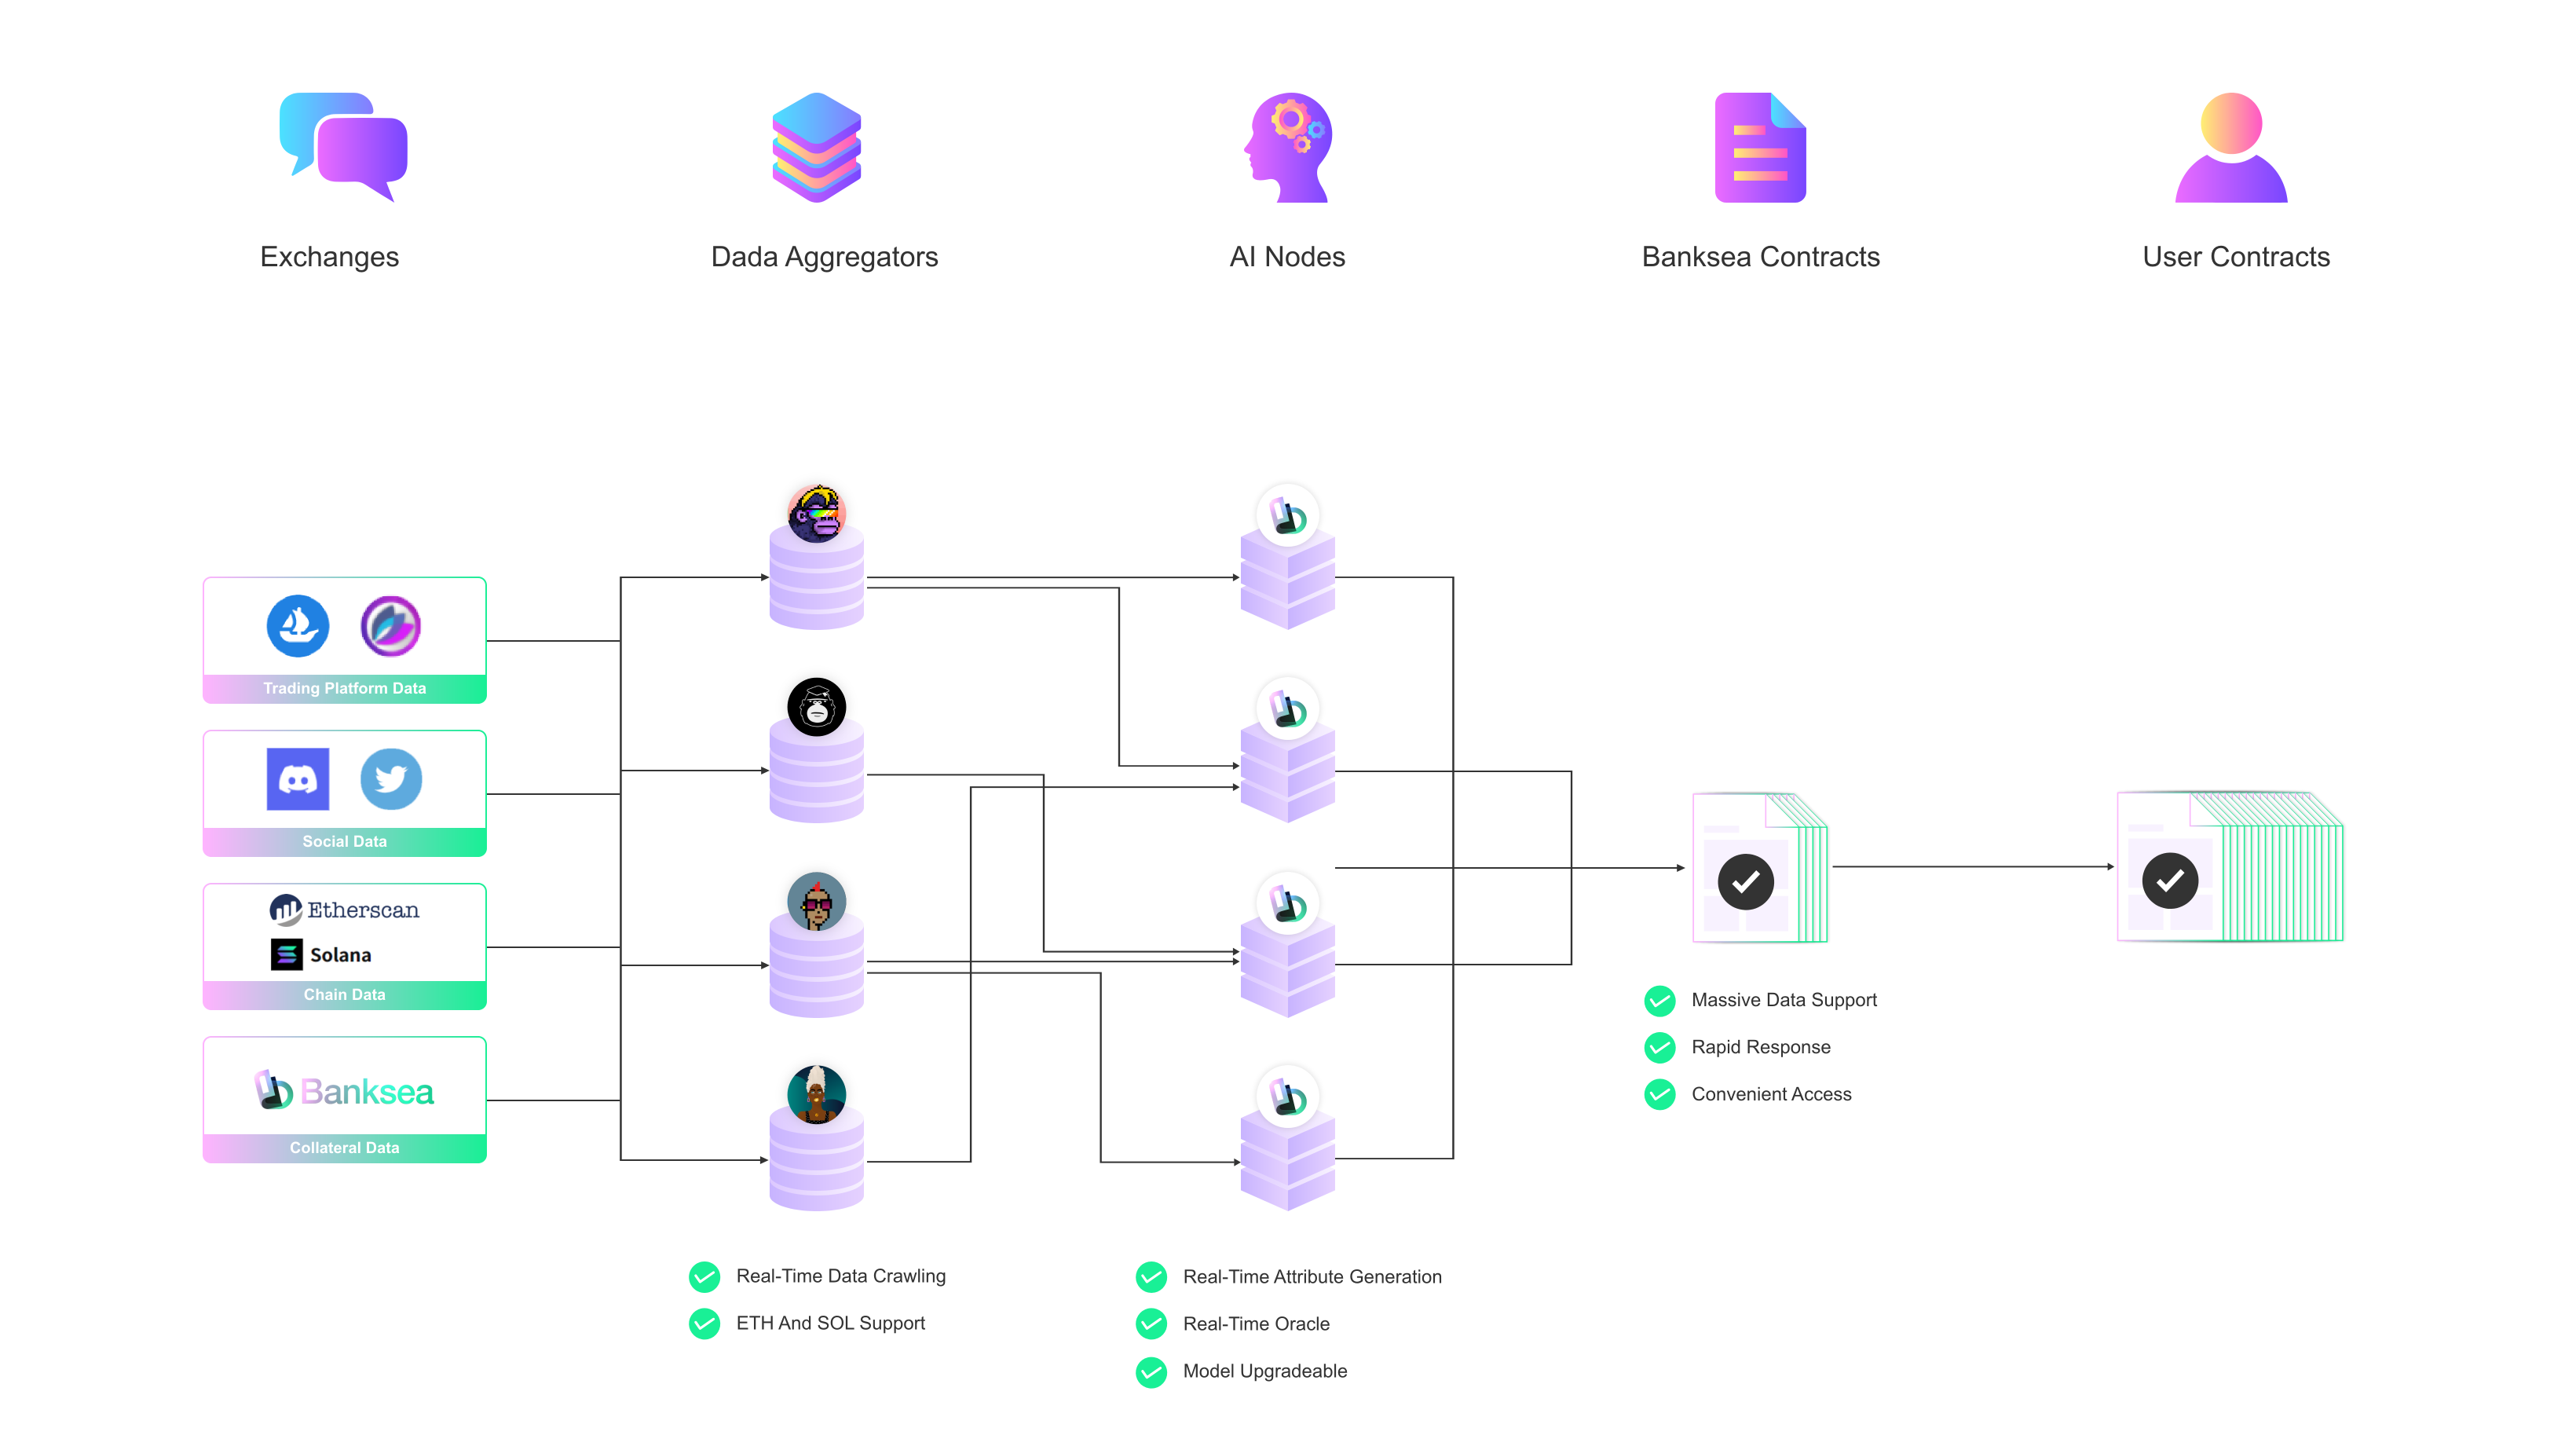 Exchanges
Dada Aggregators
AI Nodes
Banksea Contracts
User Contracts
Trading Platform Data
Social Data
Etherscan
Solana
Chain Data
Banksea
Collateral Data
Real-Time Data Crawling
ETH And SOL Support
Real-Time Attribute Generation
Real-Time Oracle
Model Upgradeable
Massive Data Support
Rapid Response
Convenient Access